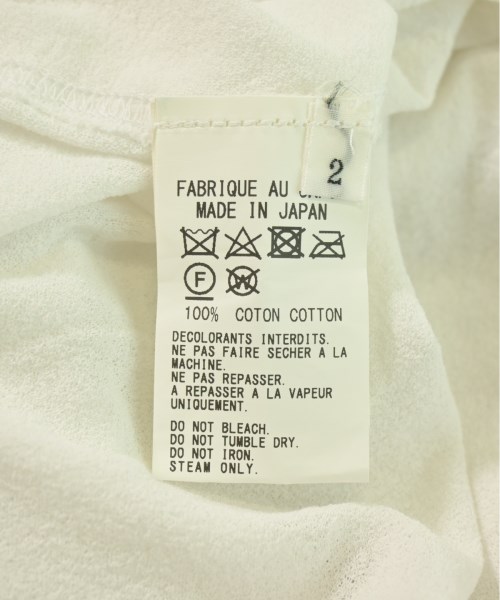 2
FABRIQUE AU
MADE IN JAPAN
F
W
100% COTON COTTON
DECOLORANTS INTERDITS.
NE PAS FAIRE SECHER A LA
MACHINE.
NE PAS REPASSER.
A REPASSER A LA VAPEUR
UNIQUEMENT.
DO NOT BLEACH.
DO NOT TUMBLE DRY.
DO NOT IRON.
STEAM ONLY.